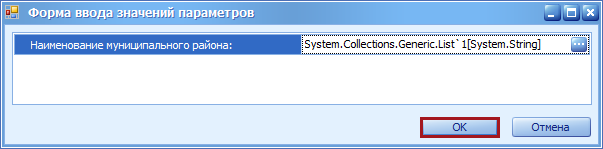 Форма ввода значений параметров
Наименование муниципального района: System.Collections.Generic.List`1[System.String] ...
OK Отмена